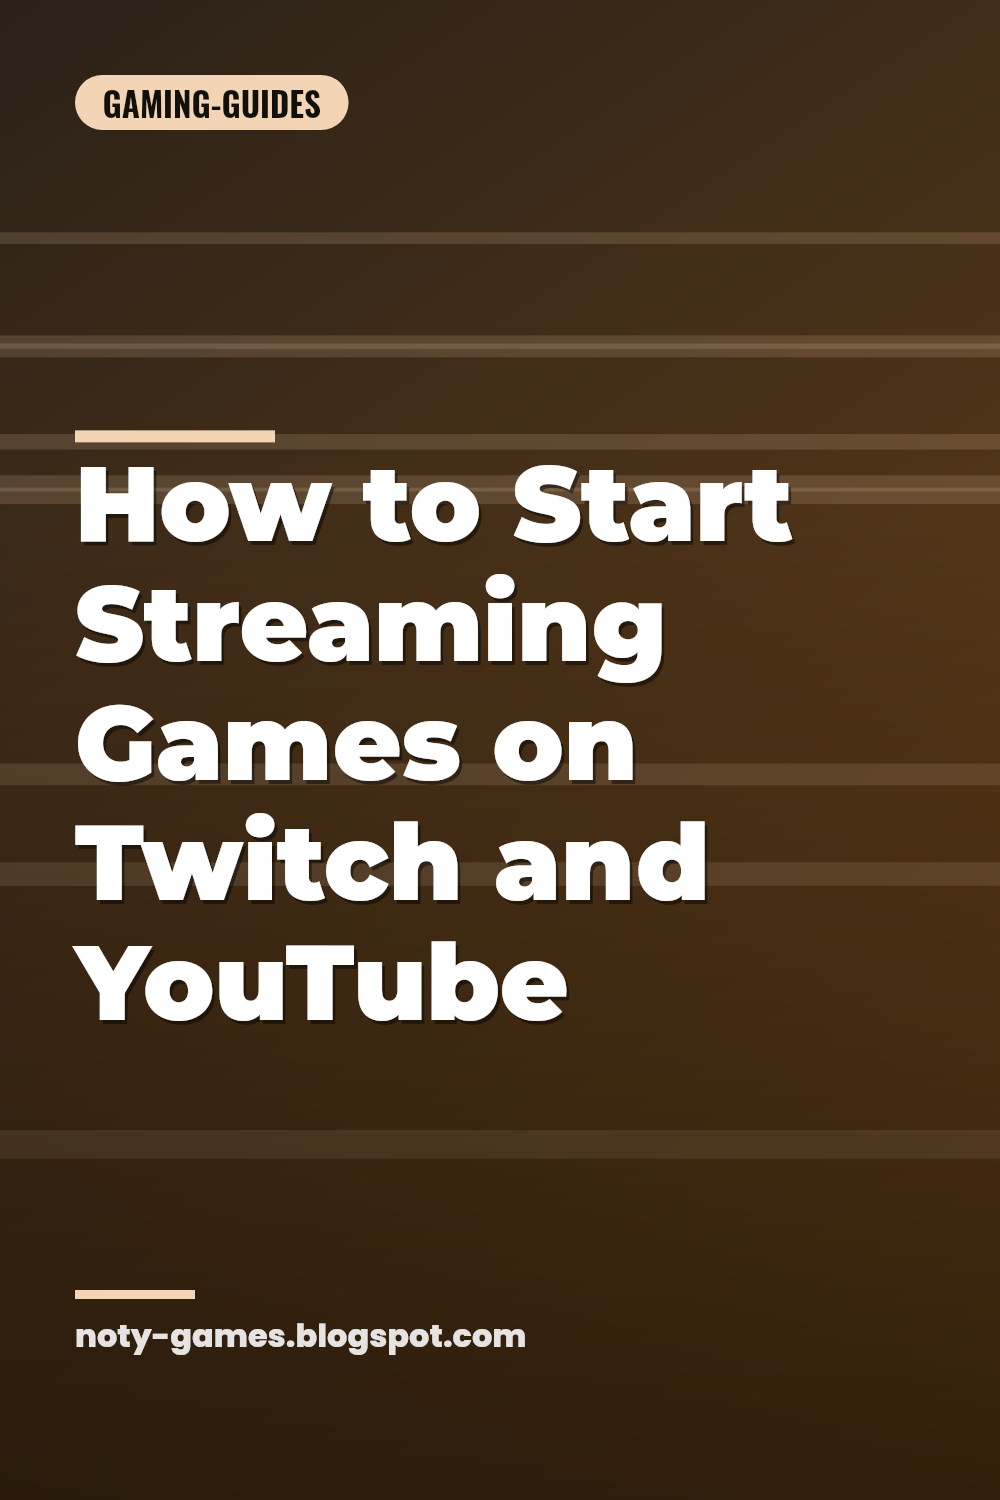 GAMING-GUIDES
How to Start
Streaming
Games on
Twitch and
YouTube
noty-games.blogspot.com